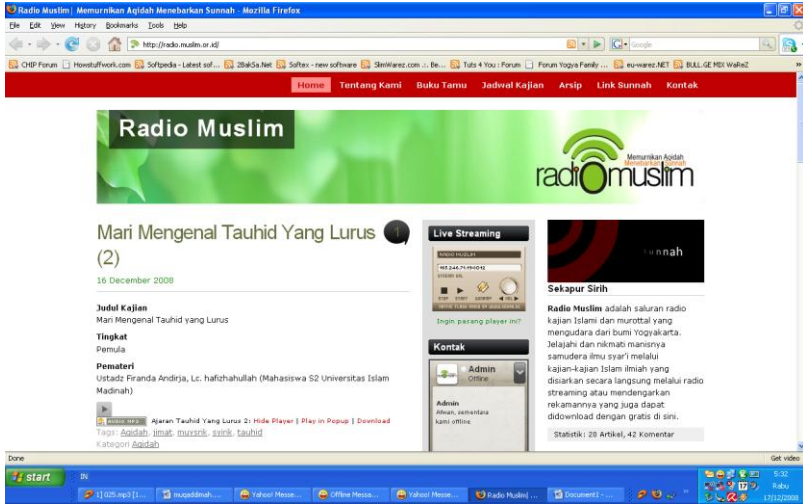 Radio Muslim | Memurnikan Aqidah Menebarkan Sunnah - Mozilla Firefox
File Edit View History Bookmarks Tools Help
http://radio.muslim.or.id/
Google
CHIP Forum Howstuffwork.com Softpedia - Latest sof... 2BakSa.Net Softex - new software SlimWarez.com .:. Be... Tuts 4 You : Forum Forum Yogya Family ... eu-warez.NET BULL.GE MIX WaReZ
Home Tentang Kami Buku Tamu Jadwal Kajian Arsip Link Sunnah Kontak
Radio Muslim
Memurnikan Aqidah
Menebarkan Sunnah
radiomuslim
Mari Mengenal Tauhid Yang Lurus
(2)
1
16 December 2008
Judul Kajian
Mari Mengenal Tauhid yang Lurus
Tingkat
Pemula
Pemateri
Ustadz Firanda Andirja, Lc. hafizhahullah (Mahasiswa S2 Universitas Islam
Madinah)
AUDIO MP3 Ajaran Tauhid Yang Lurus 2: Hide Player | Play in Popup | Download
Tags: Aqidah, jimat, musyrik, syirik, tauhid
Kategori Aqidah
Live Streaming
RADIO MUSLIM
Ingin pasang player ini?
Kontak
Admin
Offline
Admin
Afwan, sementara
kami offline
sunnah
Sekapur Sirih
Radio Muslim adalah saluran radio
kajian Islami dan murottal yang
mengudara dari bumi Yogyakarta.
Jelajahi dan nikmati manisnya
samudera ilmu syar'i melalui
kajian-kajian Islam ilmiah yang
disiarkan secara langsung melalui radio
streaming atau mendengarkan
rekamannya yang juga dapat
didownload dengan gratis di sini.
Statistik: 20 Artikel, 42 Komentar
Done
Get video
start
IN
1] 025.mp3 [1... muqaddimah.... Yahoo! Messe... Offline Messa... Yahoo! Messe... Radio Muslim| ... Document1 - ...
5:32
Rabu
17/12/2008